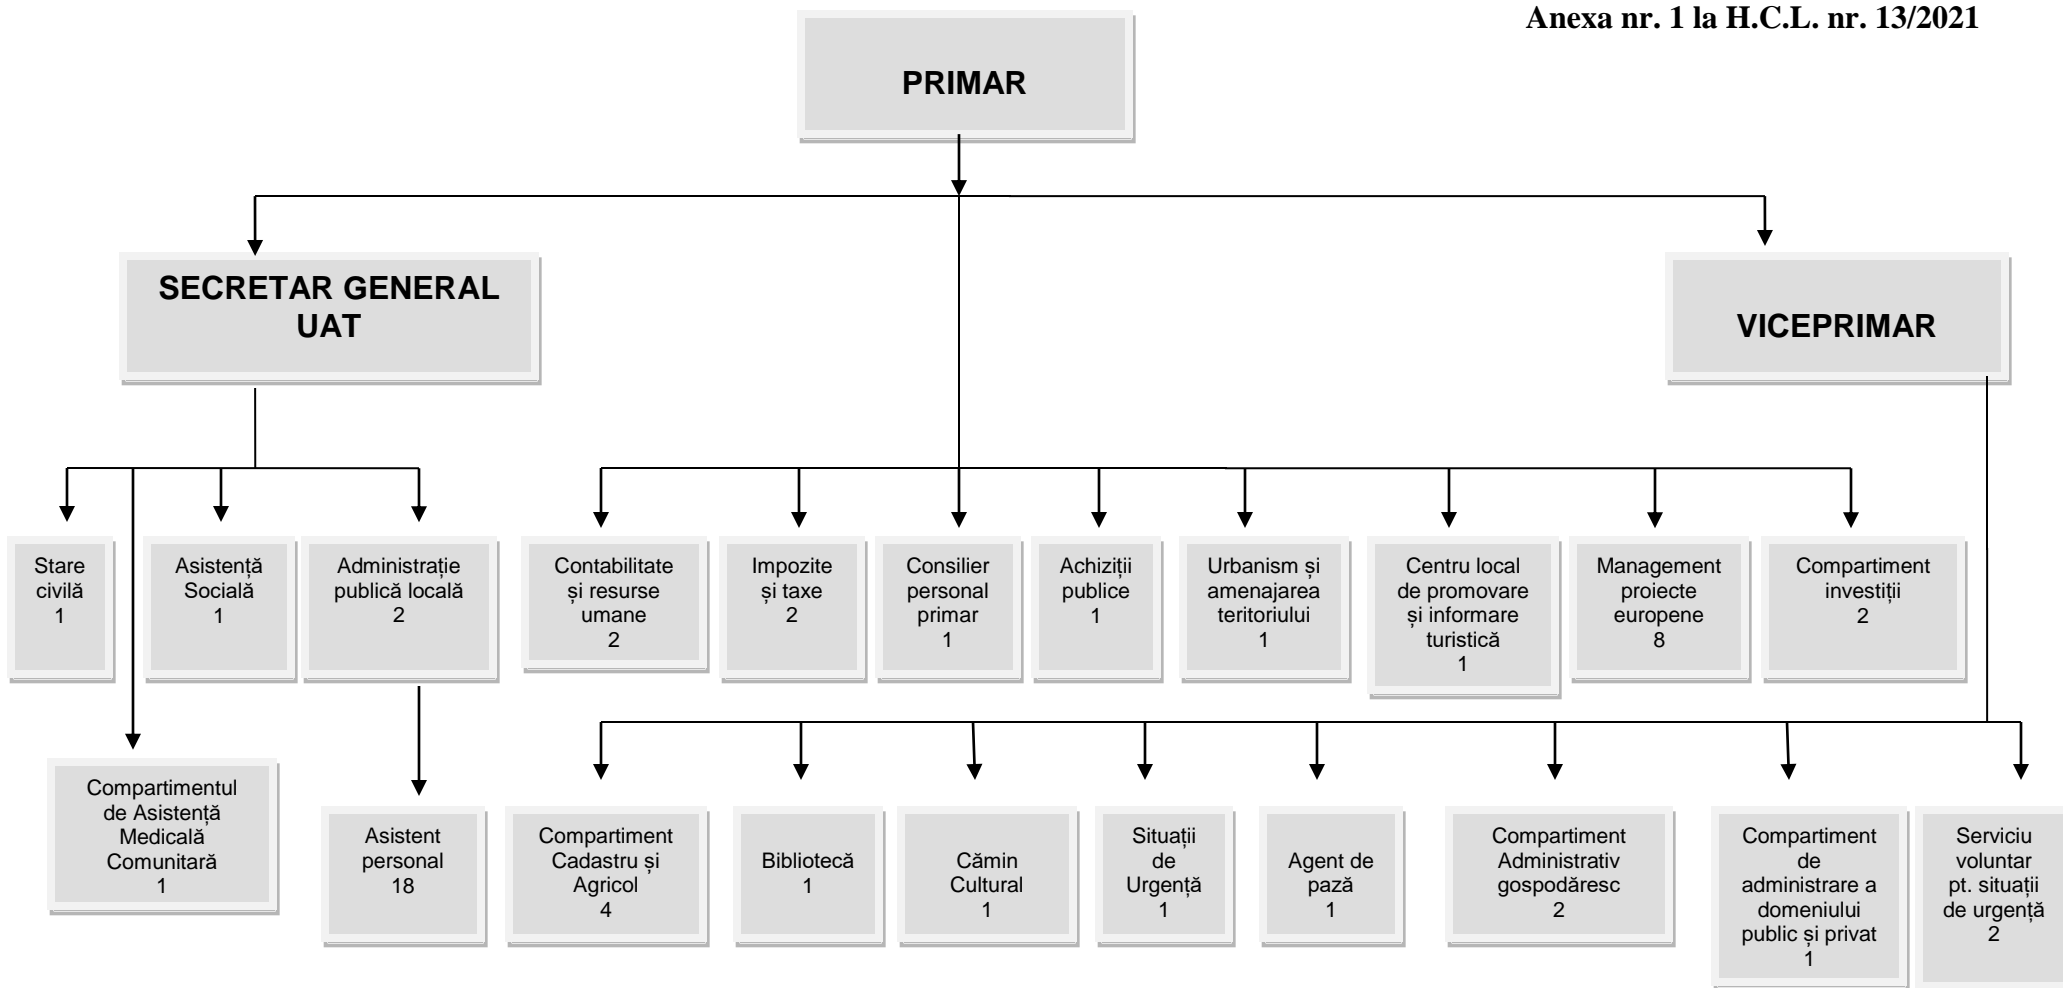 Anexa nr. 1 la H.C.L. nr. 13/2021
PRIMAR
SECRETAR GENERAL
UAT
VICEPRIMAR
Stare
civilă
1
Asistență
Socială
1
Administrație
publică locală
2
Contabilitate
și resurse
umane
2
Impozite
și taxe
2
Consilier
personal
primar
1
Achiziții
publice
1
Urbanism și
amenajarea
teritoriului
1
Centru local
de promovare
și informare
turistică
1
Management
proiecte
europene
8
Compartiment
investiții
2
Compartimentul
de Asistență
Medicală
Comunitară
1
Asistent
personal
18
Compartiment
Cadastru și
Agricol
4
Bibliotecă
1
Cămin
Cultural
1
Situații
de
Urgență
1
Agent de
pază
1
Compartiment
Administrativ
gospodăresc
2
Compartiment
de
administrare a
domeniului
public și privat
1
Serviciu
voluntar
pt. situații
de urgență
2